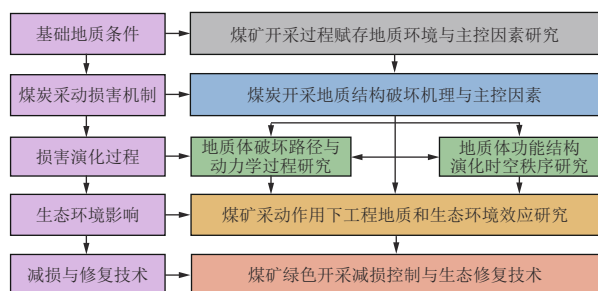 基础地质条件
煤矿开采过程赋存地质环境与主控因素研究
煤炭采动损害机制
煤炭开采地质结构破坏机理与主控因素
损害演化过程
地质体破坏路径与
动力学过程研究
地质体功能结构
演化时空秩序研究
生态环境影响
煤矿采动作用下工程地质和生态环境效应研究
减损与修复技术
煤矿绿色开采减损控制与生态修复技术